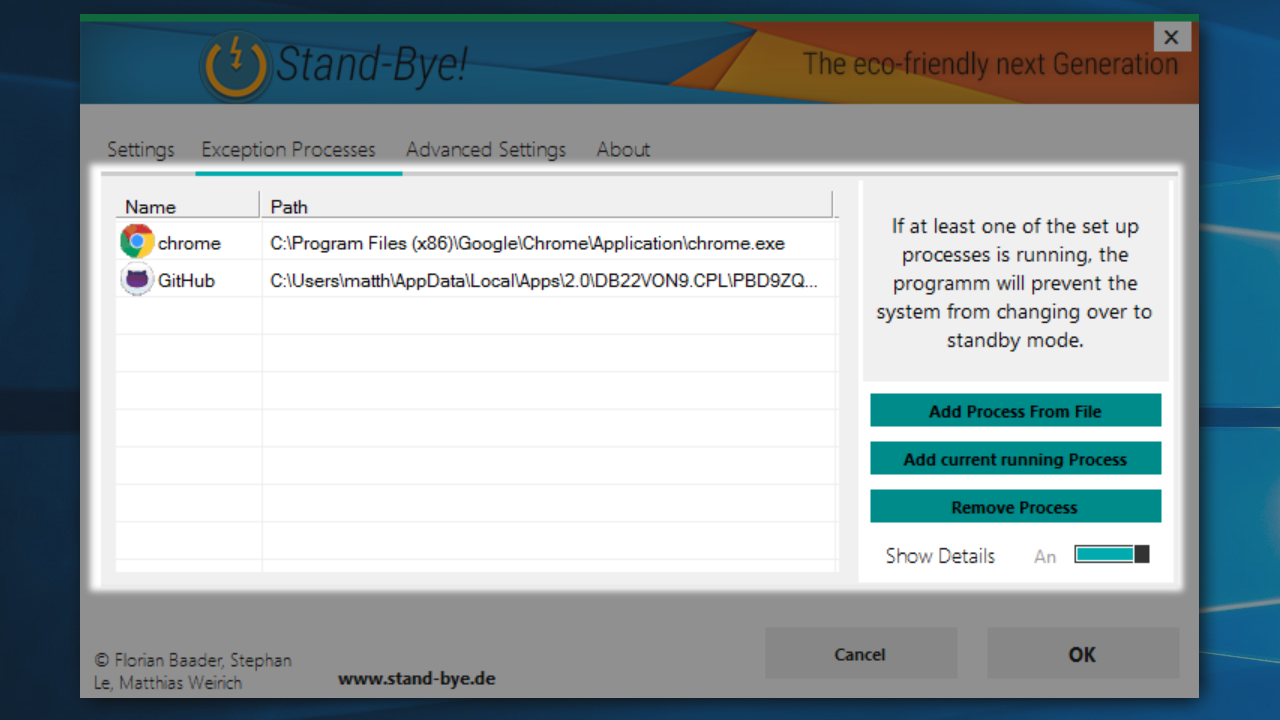 Stand-Bye!
The eco-friendly next Generation
Settings Exception Processes Advanced Settings About
Name Path
chrome C:\Program Files (x86)\Google\Chrome\Application\chrome.exe
GitHub C:\Users\matth\AppData\Local\Apps\2.0\DB22VON9.CPL\PBD9ZQ...
If at least one of the set up
processes is running, the
programm will prevent the
system from changing over to
standby mode.
Add Process From File
Add current running Process
Remove Process
Show Details An
© Florian Baader, Stephan
Le, Matthias Weirich
www.stand-bye.de
Cancel OK